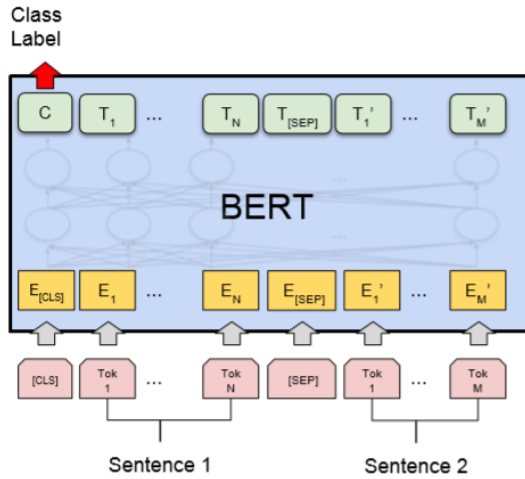 Class
Label
C T1 ... TN T[SEP] T1’ ... TM’
...
BERT
...
E[CLS] E1 ... EN E[SEP] E1’ ... EM’
[CLS] Tok 1 ... Tok N [SEP] Tok 1 ... Tok M
Sentence 1 Sentence 2